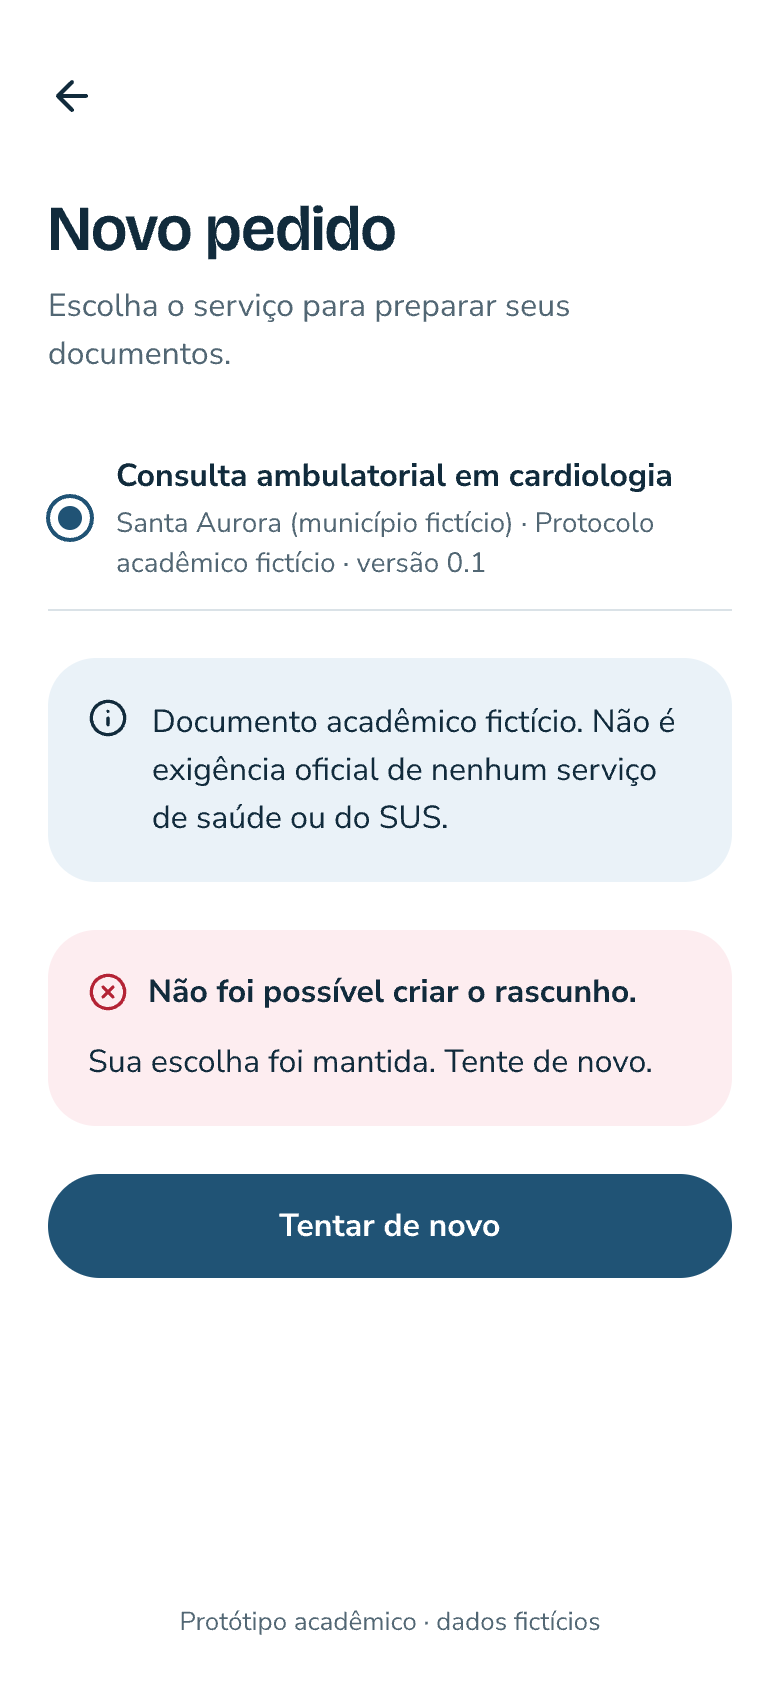 Novo pedido
Escolha o serviço para preparar seus
documentos.
Consulta ambulatorial em cardiologia
Santa Aurora (município fictício) · Protocolo
acadêmico fictício · versão 0.1
Documento acadêmico fictício. Não é
exigência oficial de nenhum serviço
de saúde ou do SUS.
Não foi possível criar o rascunho.
Sua escolha foi mantida. Tente de novo.
Tentar de novo
Protótipo acadêmico · dados fictícios